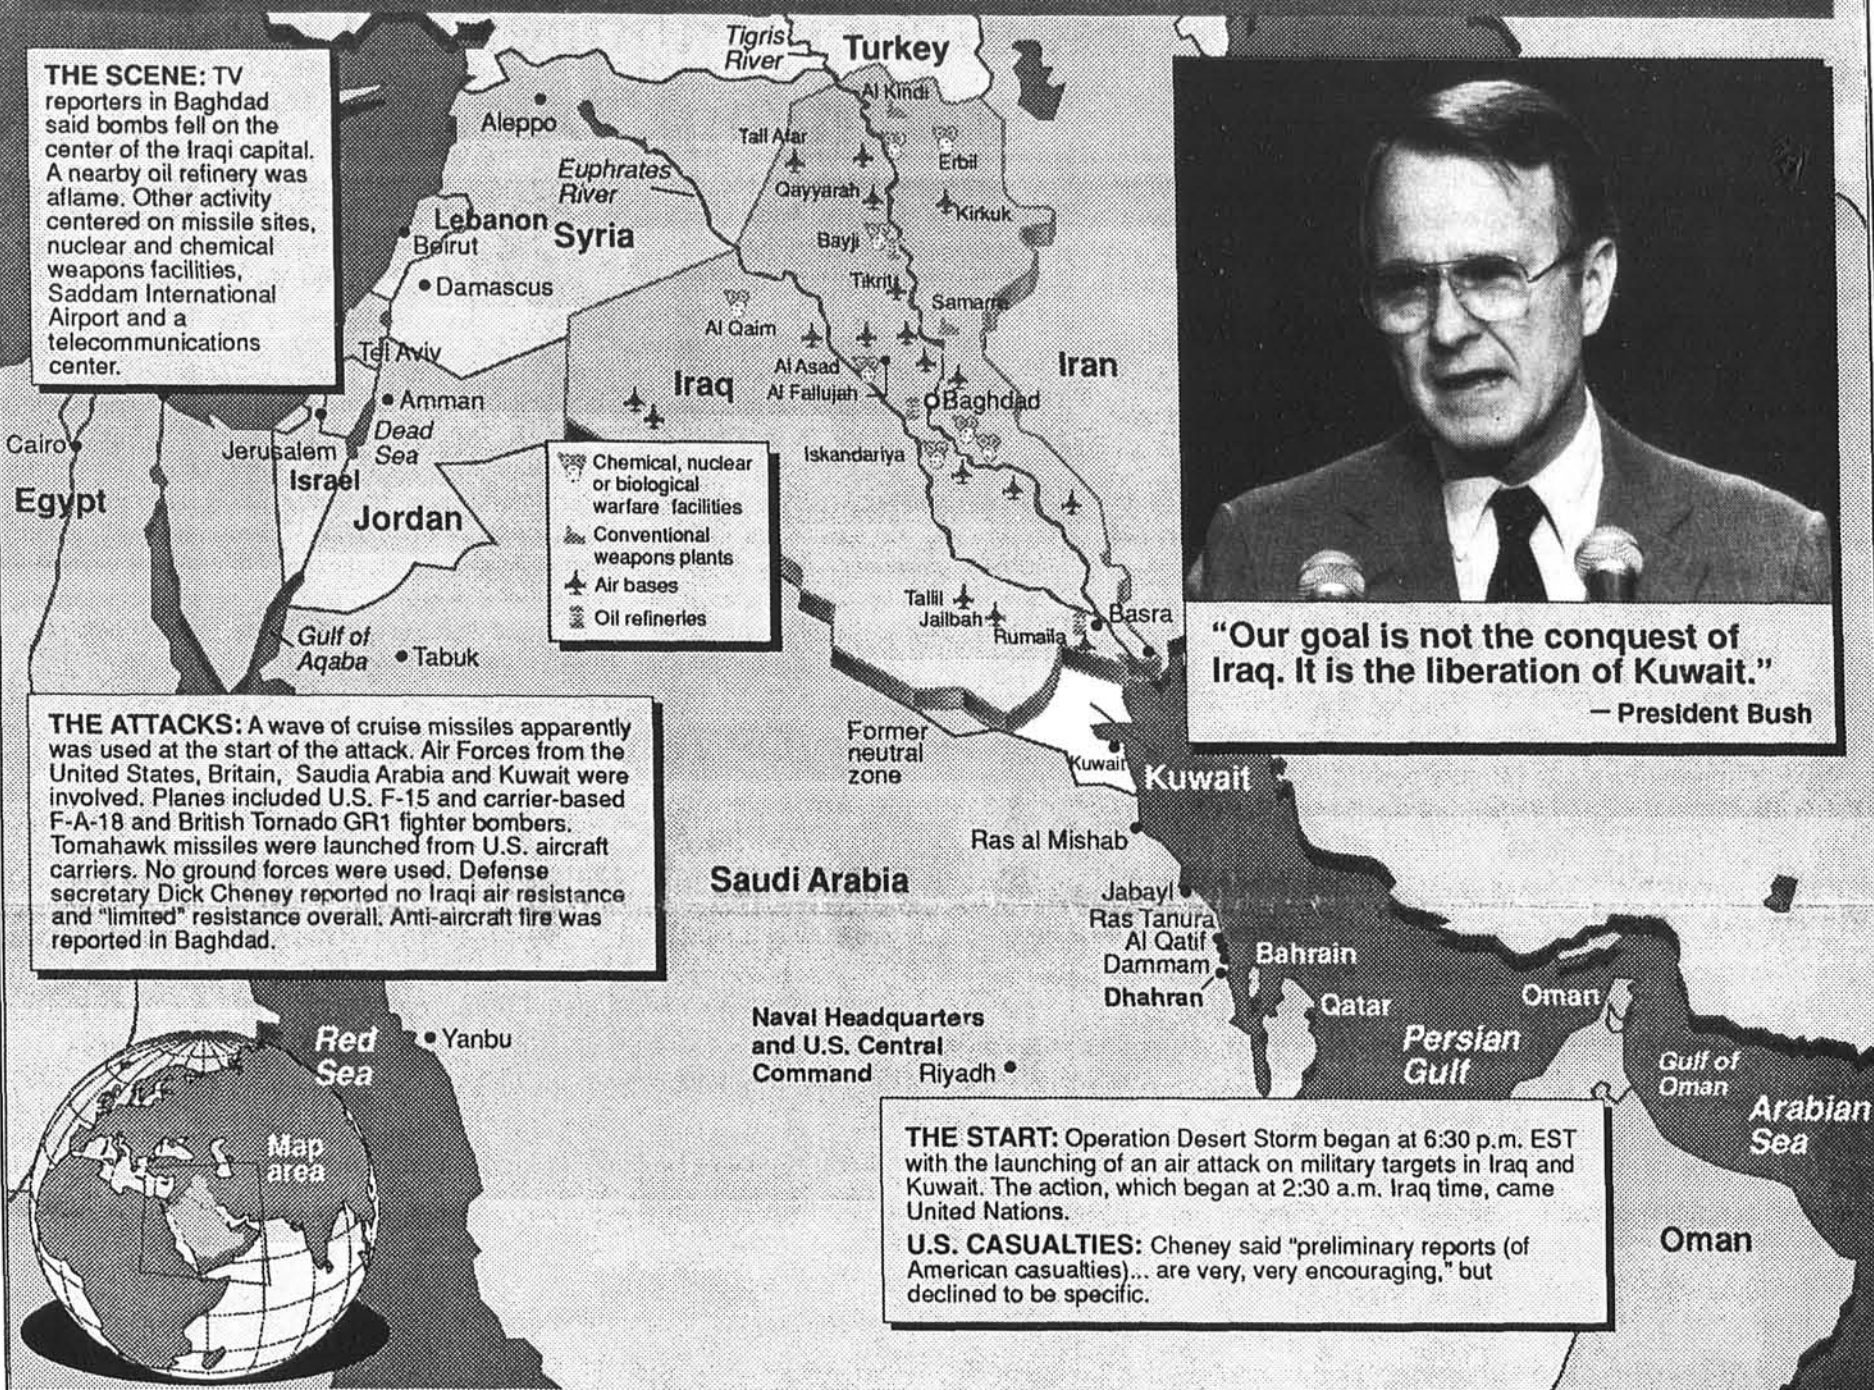 THE SCENE: TV
reporters in Baghdad
said bombs fell on the
center of the Iraqi capital.
A nearby oil refinery was
aflame. Other activity
centered on missile sites,
nuclear and chemical
weapons facilities,
Saddam International
Airport and a
telecommunications
center.
Tigris
River
Turkey
Aleppo
Euphrates
River
Al Kindi
Tall Afar
Erbil
Qayyarah
Kirkuk
Bayji
Tikrit
Samarra
Lebanon
Beirut
Syria
Damascus
Al Qaim
Al Asad
Al Fallujah
Iraq
Baghdad
Iran
Tel Aviv
Amman
Dead
Sea
Cairo
Jerusalem
Israel
Egypt
Jordan
Iskandariya
Chemical, nuclear
or biological
warfare facilities
Conventional
weapons plants
Air bases
Oil refineries
Tallil
Jailbah
Rumaila
Basra
Gulf of
Aqaba
Tabuk
"Our goal is not the conquest of
Iraq. It is the liberation of Kuwait."
— President Bush
THE ATTACKS: A wave of cruise missiles apparently
was used at the start of the attack. Air Forces from the
United States, Britain, Saudia Arabia and Kuwait were
involved. Planes included U.S. F-15 and carrier-based
F-A-18 and British Tornado GR1 fighter bombers.
Tomahawk missiles were launched from U.S. aircraft
carriers. No ground forces were used. Defense
secretary Dick Cheney reported no Iraqi air resistance
and "limited" resistance overall. Anti-aircraft fire was
reported in Baghdad.
Former
neutral
zone
Kuwait
Kuwait
Ras al Mishab
Saudi Arabia
Jabayl
Ras Tanura
Al Qatif
Dammam
Dhahran
Bahrain
Qatar
Oman
Persian
Gulf
Gulf of
Oman
Arabian
Sea
Naval Headquarters
and U.S. Central
Command
Riyadh
Red
Sea
Yanbu
Map
area
THE START: Operation Desert Storm began at 6:30 p.m. EST
with the launching of an air attack on military targets in Iraq and
Kuwait. The action, which began at 2:30 a.m. Iraq time, came
United Nations.
U.S. CASUALTIES: Cheney said "preliminary reports (of
American casualties)... are very, very encouraging," but
declined to be specific.
Oman